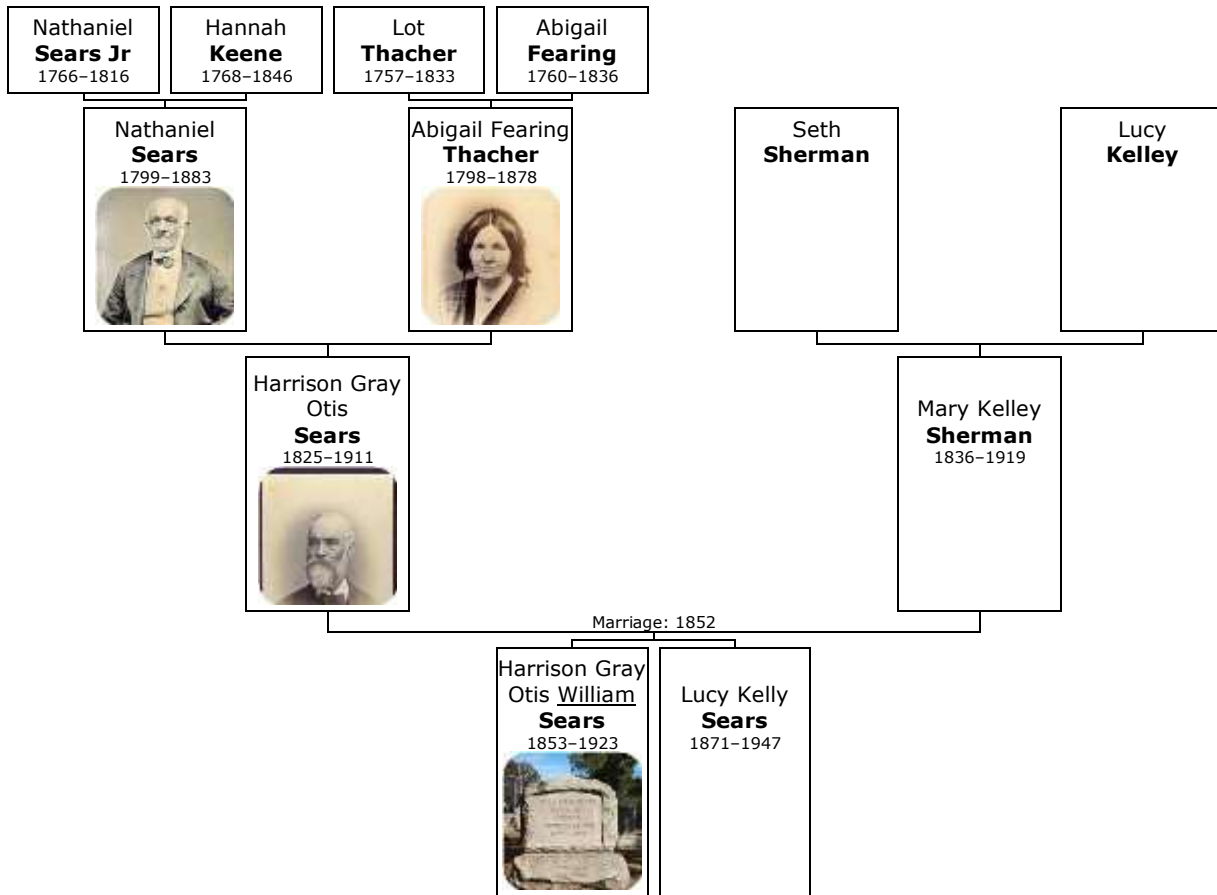 Nathaniel
Sears Jr
1766–1816
Hannah
Keene
1768–1846
Lot
Thacher
1757–1833
Abigail
Fearing
1760–1836
Nathaniel
Sears
1799–1883
Abigail Fearing
Thacher
1798–1878
Seth
Sherman
Lucy
Kelley
Harrison Gray
Otis
Sears
1825–1911
Mary Kelley
Sherman
1836–1919
Marriage: 1852
Harrison Gray
Otis William
Sears
1853–1923
Lucy Kelly
Sears
1871–1947